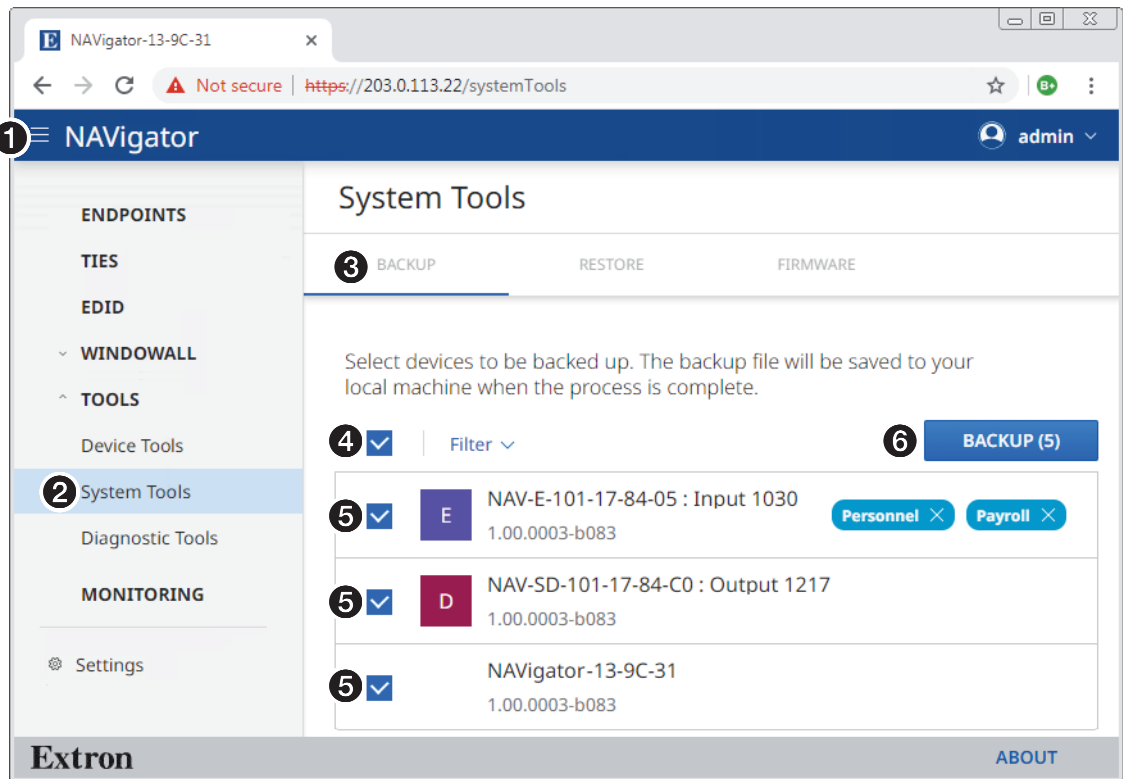 E NAVigator-13-9C-31
Not secure | https://203.0.113.22/systemTools B+
1 NAVigator admin
System Tools
ENDPOINTS
TIES
EDID
WINDOWALL
TOOLS
Device Tools
2 System Tools
Diagnostic Tools
MONITORING
Settings
3 BACKUP RESTORE FIRMWARE
Select devices to be backed up. The backup file will be saved to your
local machine when the process is complete.
4 Filter 6 BACKUP (5)
5 E NAV-E-101-17-84-05 : Input 1030 Personnel Payroll
1.00.0003-b083
5 D NAV-SD-101-17-84-C0 : Output 1217
1.00.0003-b083
5 NAVigator-13-9C-31
1.00.0003-b083
Extron ABOUT